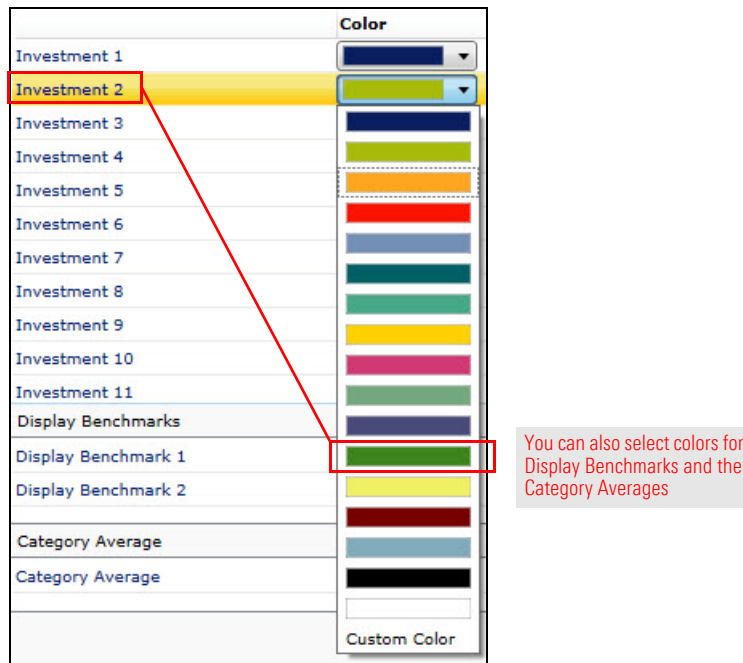 Color
Investment 1
Investment 2
Investment 3
Investment 4
Investment 5
Investment 6
Investment 7
Investment 8
Investment 9
Investment 10
Investment 11
Display Benchmarks
Display Benchmark 1
Display Benchmark 2
Category Average
Category Average
Custom Color
You can also select colors for
Display Benchmarks and the
Category Averages